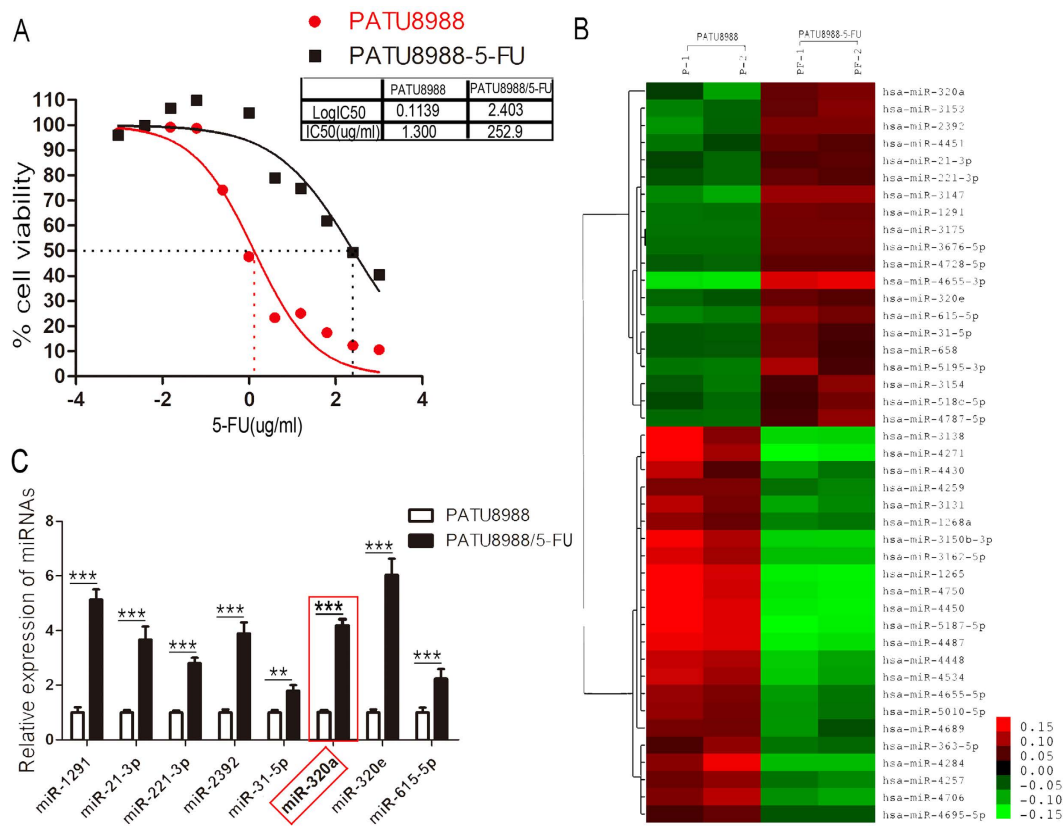 A
PATU8988
PATU8988-5-FU
PATU8988 PATU8988/5-FU
LogIC50 0.1139 2.403
IC50(ug/ml) 1.300 252.9
% cell viability
110
100
90
80
70
60
50
40
30
20
10
0
-4 -2 0 2 4
5-FU(ug/ml)
B
PATU8988 PATU8988-5-FU
P-1 P-2 PF-1 PF-2
hsa-miR-320a
hsa-miR-3153
hsa-miR-2392
hsa-miR-4451
hsa-miR-21-3p
hsa-miR-221-3p
hsa-miR-3147
hsa-miR-1291
hsa-miR-3175
hsa-miR-3676-5p
hsa-miR-4728-5p
hsa-miR-4655-3p
hsa-miR-320e
hsa-miR-615-5p
hsa-miR-31-5p
hsa-miR-658
hsa-miR-5195-3p
hsa-miR-3154
hsa-miR-518c-5p
hsa-miR-4787-5p
hsa-miR-3138
hsa-miR-4271
hsa-miR-4430
hsa-miR-4259
hsa-miR-3131
hsa-miR-1268a
hsa-miR-3150b-3p
hsa-miR-3162-5p
hsa-miR-1265
hsa-miR-4750
hsa-miR-4450
hsa-miR-5187-5p
hsa-miR-4487
hsa-miR-4448
hsa-miR-4534
hsa-miR-4655-5p
hsa-miR-5010-5p
hsa-miR-4689
hsa-miR-363-5p
hsa-miR-4284
hsa-miR-4257
hsa-miR-4706
hsa-miR-4695-5p
0.15
0.10
0.05
0.00
-0.05
-0.10
-0.15
C
PATU8988
PATU8988/5-FU
Relative expression of miRNAs
8
6
4
2
0
*** *** *** *** ** *** *** ***
miR-1291 miR-21-3p miR-221-3p miR-2392 miR-31-5p miR-320a miR-320e miR-615-5p